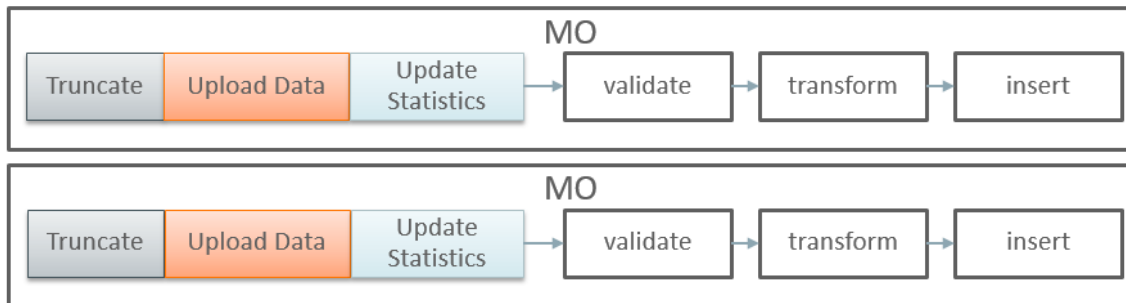 MO
Truncate
Upload Data
Update
Statistics
validate
transform
insert
MO
Truncate
Upload Data
Update
Statistics
validate
transform
insert